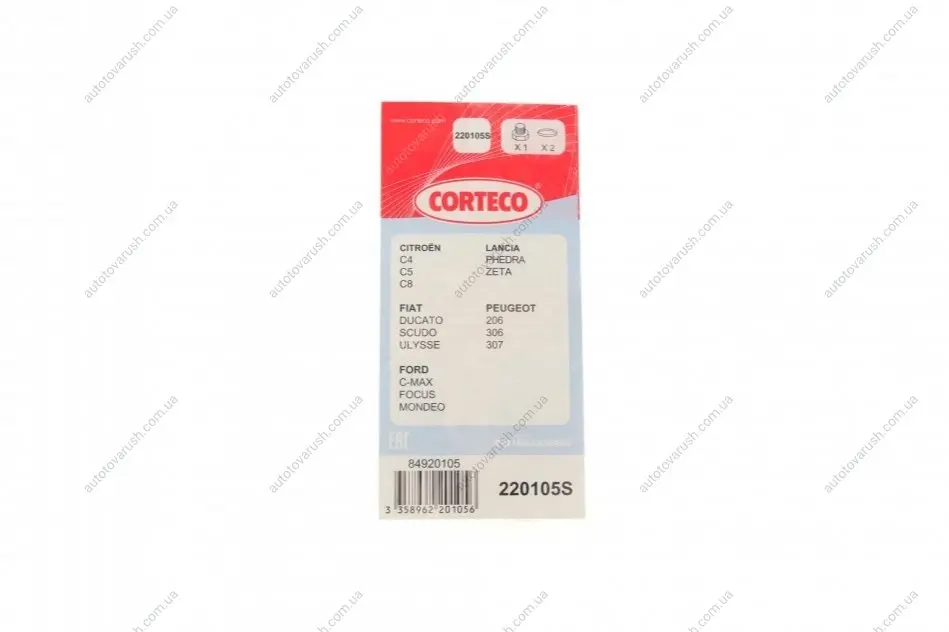 www.corteco.com
220105S
X 1 X 2
CORTECO
CITROËN
C4
C5
C8
LANCIA
PHEDRA
ZETA
FIAT
DUCATO
SCUDO
ULYSSE
PEUGEOT
206
306
307
FORD
C-MAX
FOCUS
MONDEO
EAC
84920105
3 358962 201056
220105S
autotovarush.com.ua